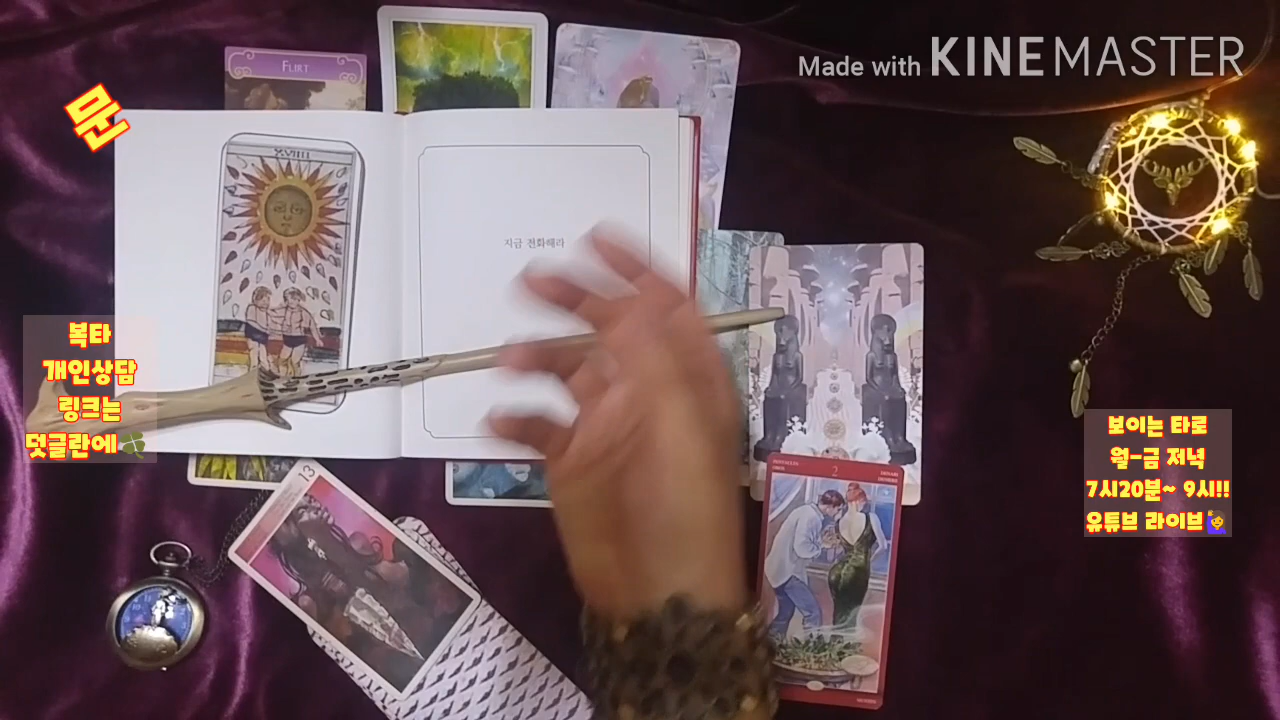 Made with KINEMASTER
FLIRT
문
XVIIII
지금 전화해라
복타
개인상담
링크는
덧글란에🍀
보이는 타로
월-금 저녁
7시20분~ 9시!!
유튜브 라이브🙋‍♀️
13
2